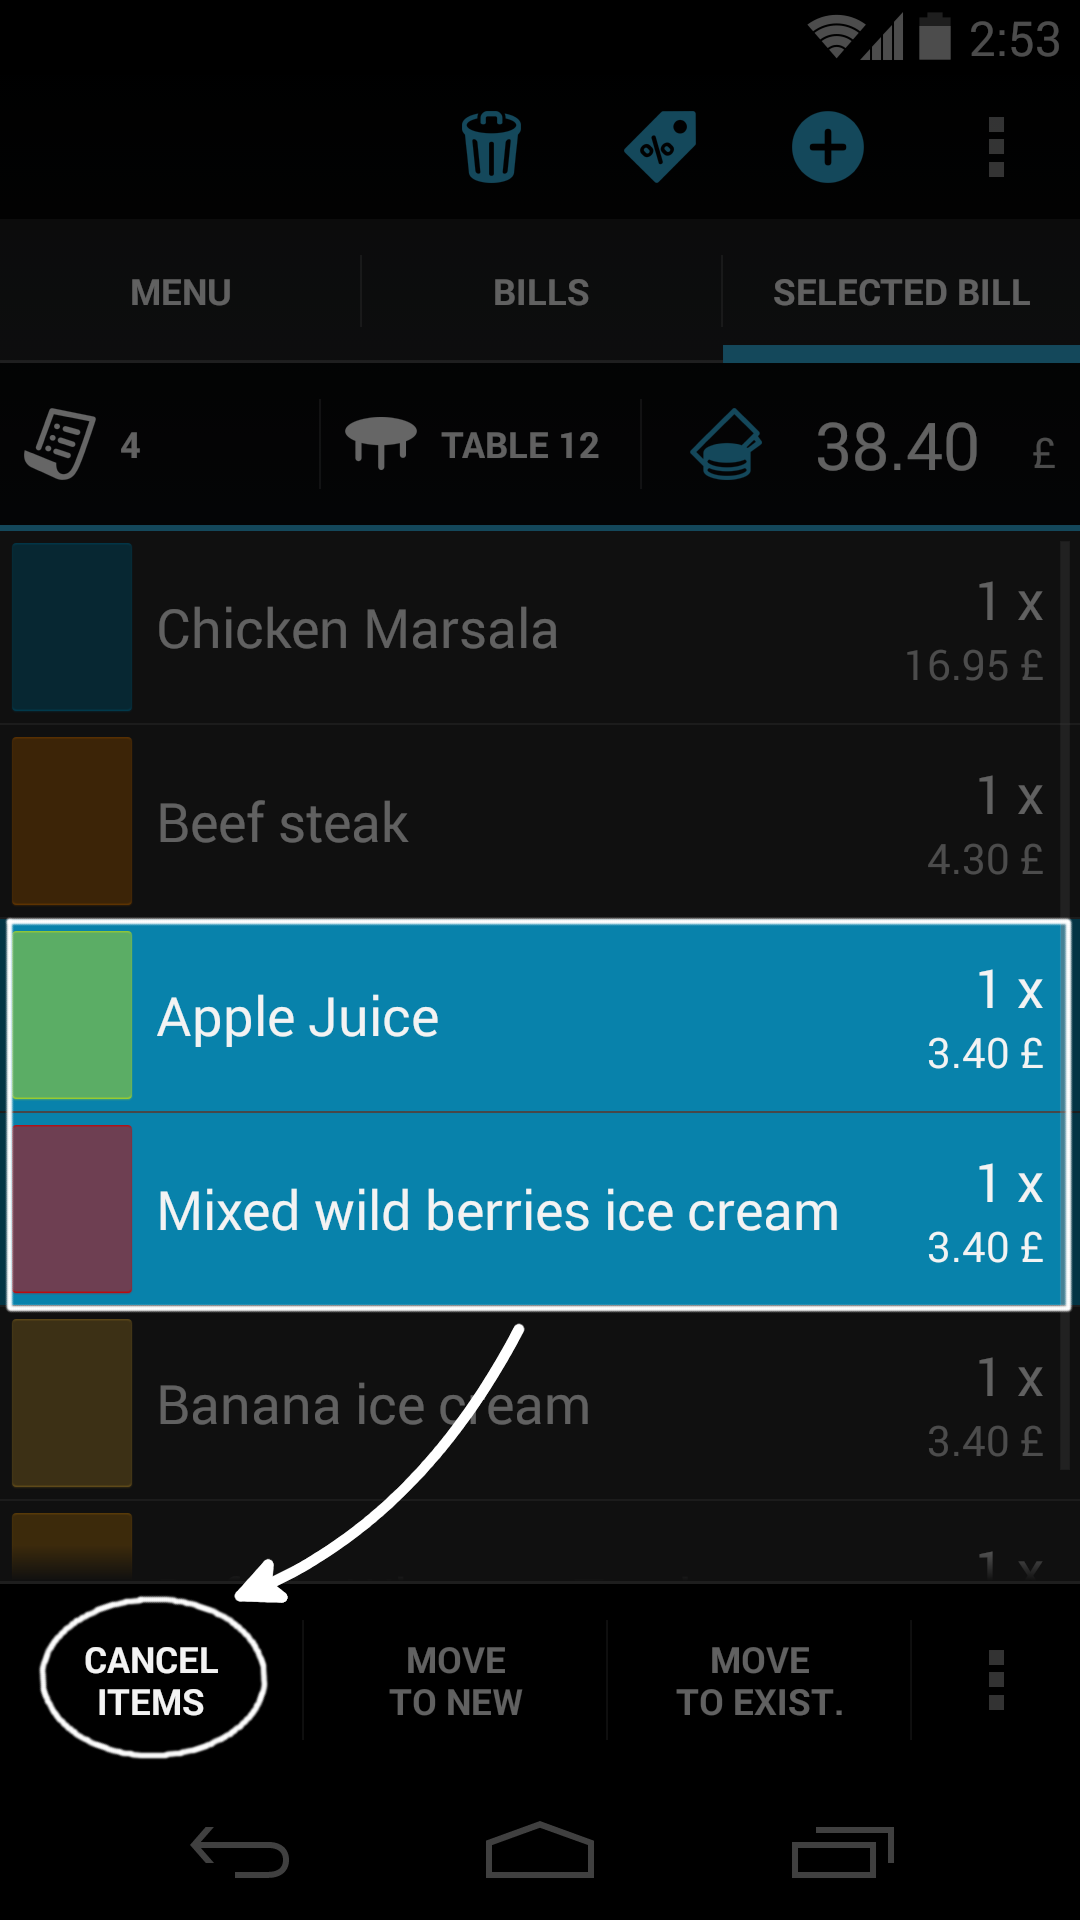 2:53
%
MENU
BILLS
SELECTED BILL
4
TABLE 12
38.40 £
Chicken Marsala
1 x
16.95 £
Beef steak
1 x
4.30 £
Apple Juice
1 x
3.40 £
Mixed wild berries ice cream
1 x
3.40 £
Banana ice cream
1 x
3.40 £
1 x
CANCEL
ITEMS
MOVE
TO NEW
MOVE
TO EXIST.